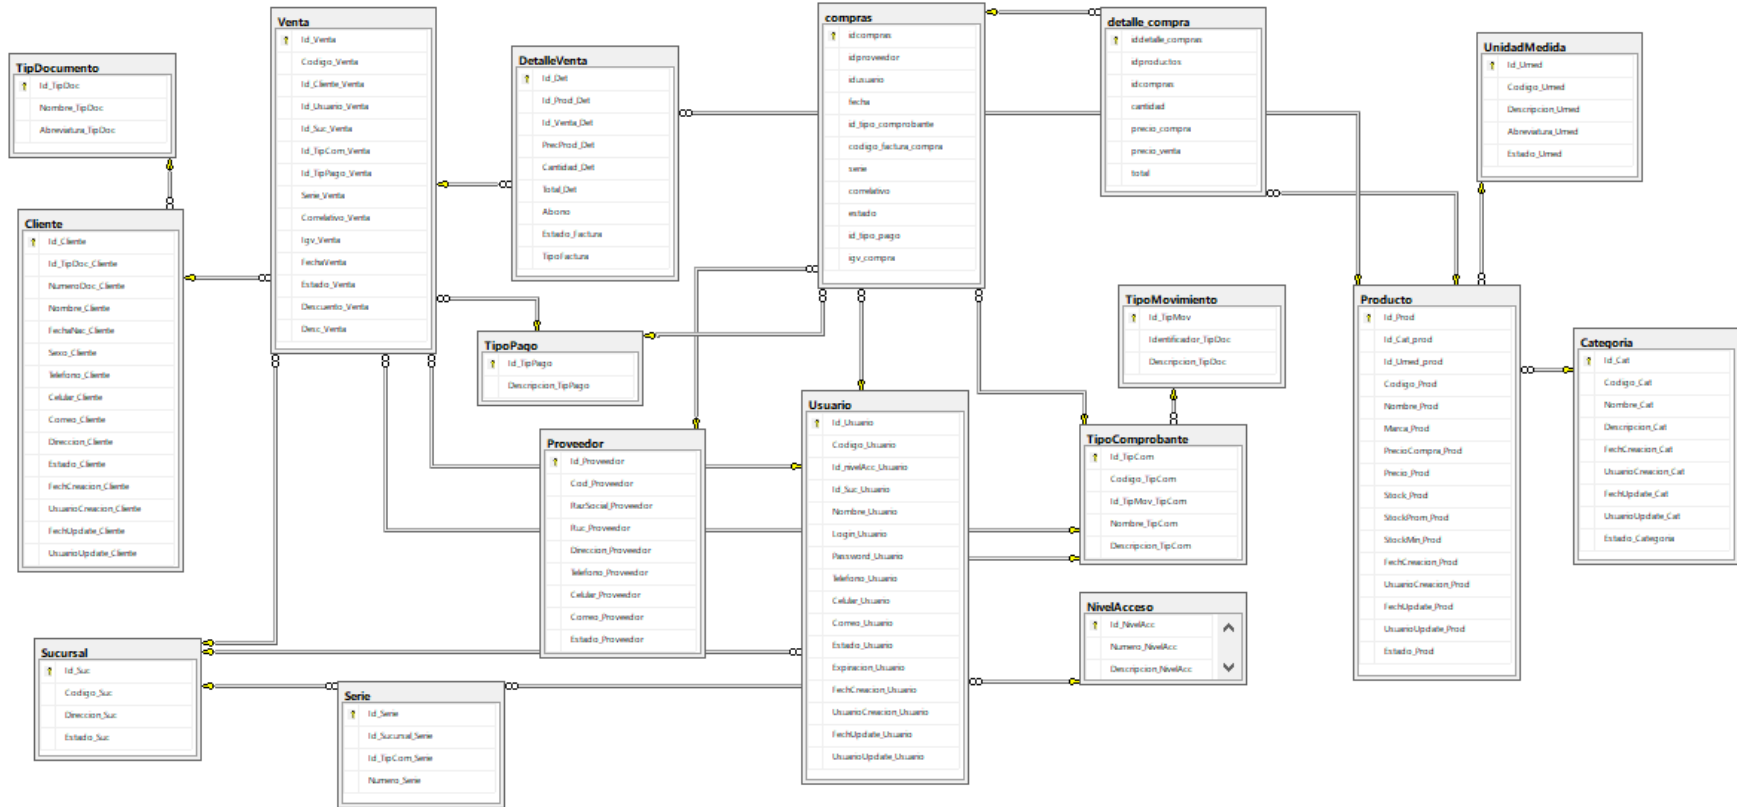 TipDocumento
Id_TipDoc
Nombre_TipDoc
Abreviatura_TipDoc
Cliente
Id_Cliente
Id_TipDoc_Cliente
NumeroDoc_Cliente
Nombre_Cliente
FechaNac_Cliente
Sexo_Cliente
Telefono_Cliente
Celular_Cliente
Correo_Cliente
Direccion_Cliente
Estado_Cliente
FechCreacion_Cliente
UsuarioCreacion_Cliente
FechUpdate_Cliente
UsuarioUpdate_Cliente
Sucursal
Id_Suc
Codigo_Suc
Direccion_Suc
Estado_Suc
Venta
Id_Venta
Codigo_Venta
Id_Cliente_Venta
Id_Usuario_Venta
Id_Suc_Venta
Id_TipCom_Venta
Id_TipPago_Venta
Serie_Venta
Correlativo_Venta
Igv_Venta
FechaVenta
Estado_Venta
Descuento_Venta
Desc_Venta
Serie
Id_Serie
Id_Sucursal_Serie
Id_TipCom_Serie
Numero_Serie
DetalleVenta
Id_Det
Id_Prod_Det
Id_Venta_Det
PrecProd_Det
Cantidad_Det
Total_Det
Abono
Estado_Factura
TipoFactura
TipoPago
Id_TipPago
Descripcion_TipPago
Proveedor
Id_Proveedor
Cod_Proveedor
RazSocial_Proveedor
Ruc_Proveedor
Direccion_Proveedor
Telefono_Proveedor
Celular_Proveedor
Correo_Proveedor
Estado_Proveedor
compras
idcompras
idproveedor
idusuario
fecha
id_tipo_comprobante
codigo_factura_compra
serie
correlativo
estado
id_tipo_pago
igv_compra
Usuario
Id_Usuario
Codigo_Usuario
Id_nivelAcc_Usuario
Id_Suc_Usuario
Nombre_Usuario
Login_Usuario
Password_Usuario
Telefono_Usuario
Celular_Usuario
Correo_Usuario
Estado_Usuario
Expiracion_Usuario
FechCreacion_Usuario
UsuarioCreacion_Usuario
FechUpdate_Usuario
UsuarioUpdate_Usuario
detalle_compra
iddetalle_compras
idproductos
idcompras
cantidad
precio_compra
precio_venta
total
TipoMovimiento
Id_TipMov
Identificador_TipDoc
Descripcion_TipDoc
TipoComprobante
Id_TipCom
Codigo_TipCom
Id_TipMov_TipCom
Nombre_TipCom
Descripcion_TipCom
NivelAcceso
Id_NivelAcc
Numero_NivelAcc
Descripcion_NivelAcc
UnidadMedida
Id_Umed
Codigo_Umed
Descripcion_Umed
Abreviatura_Umed
Estado_Umed
Producto
Id_Prod
Id_Cat_prod
Id_Umed_prod
Codigo_Prod
Nombre_Prod
Marca_Prod
PrecioCompra_Prod
Precio_Prod
Stock_Prod
StockProm_Prod
StockMin_Prod
FechCreacion_Prod
UsuarioCreacion_Prod
FechUpdate_Prod
UsuarioUpdate_Prod
Estado_Prod
Categoria
Id_Cat
Codigo_Cat
Nombre_Cat
Descripcion_Cat
FechCreacion_Cat
UsuarioCreacion_Cat
FechUpdate_Cat
UsuarioUpdate_Cat
Estado_Categoria